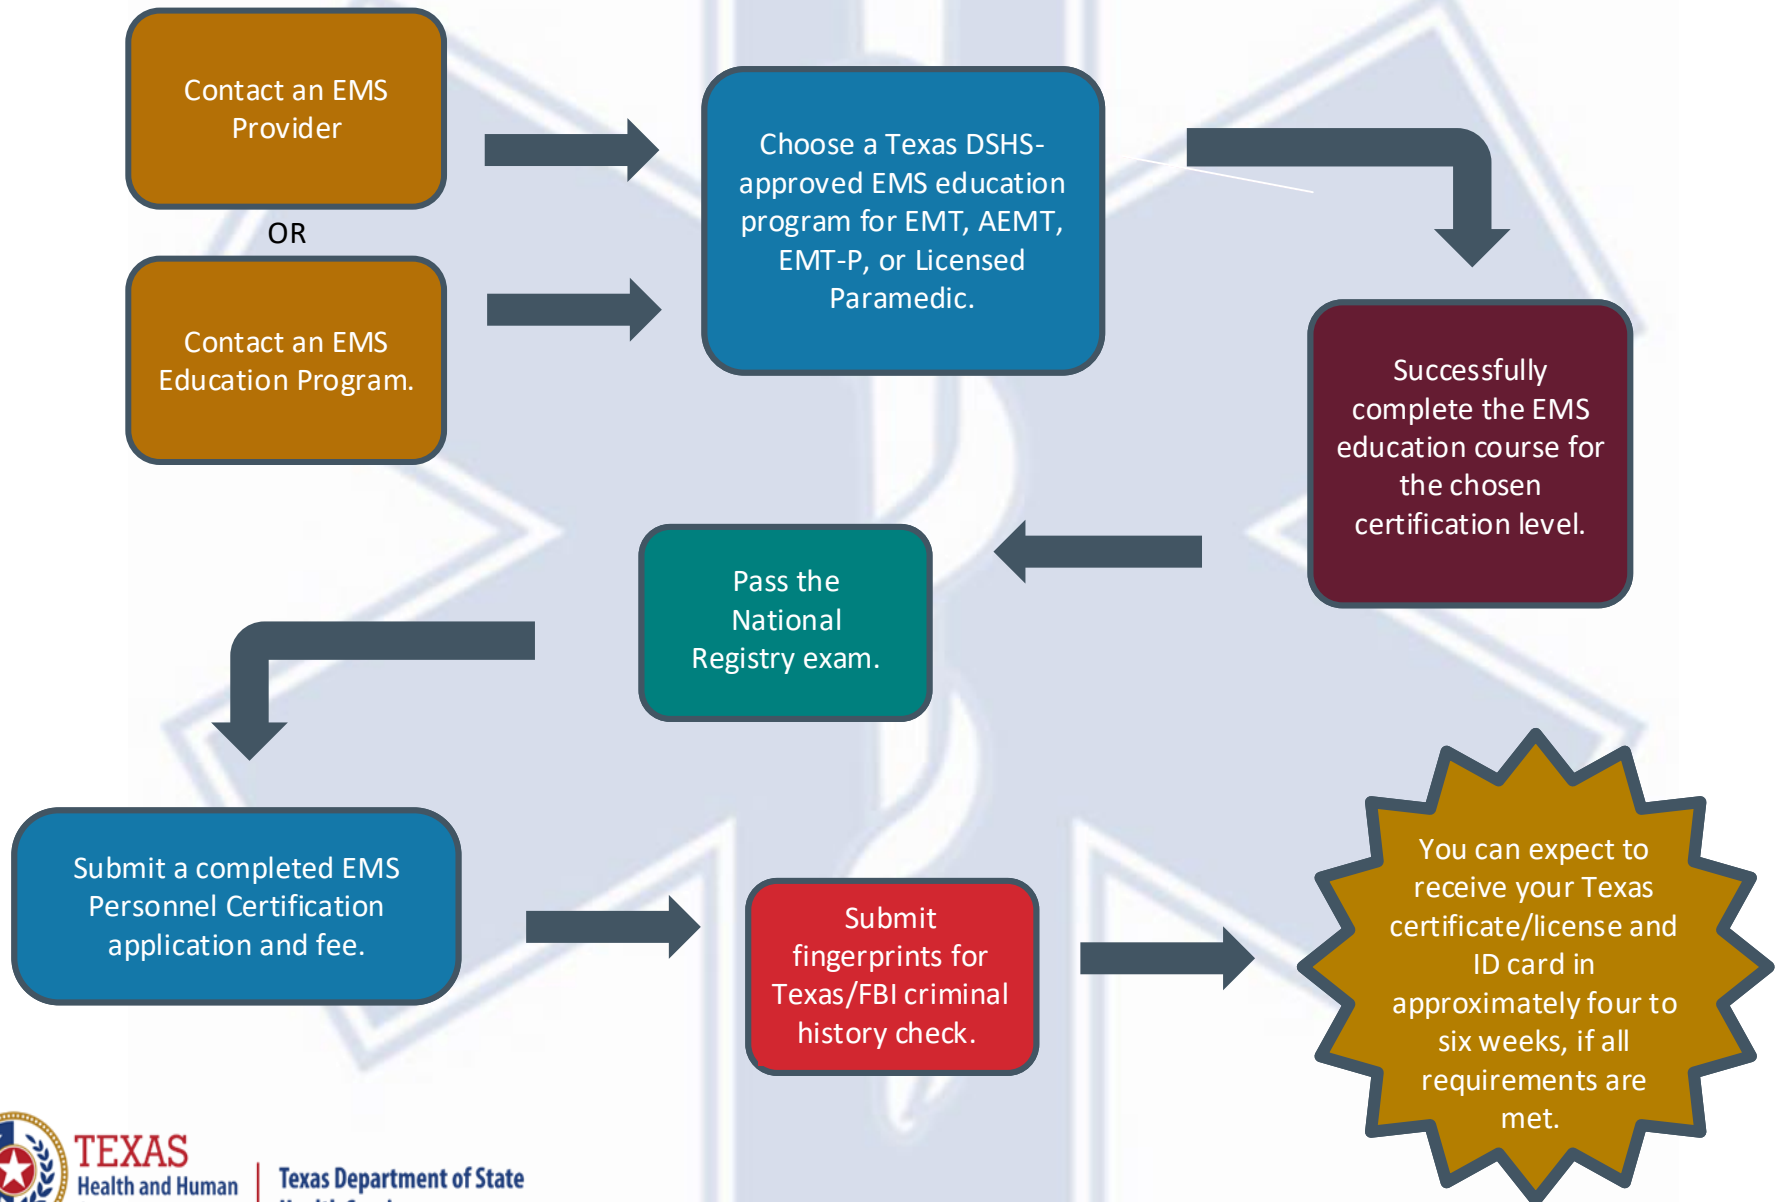 Contact an EMS
Provider
OR
Contact an EMS
Education Program.
Choose a Texas DSHS-
approved EMS education
program for EMT, AEMT,
EMT-P, or Licensed
Paramedic.
Successfully
complete the EMS
education course for
the chosen
certification level.
Pass the
National
Registry exam.
Submit a completed EMS
Personnel Certification
application and fee.
Submit
fingerprints for
Texas/FBI criminal
history check.
You can expect to
receive your Texas
certificate/license and
ID card in
approximately four to
six weeks, if all
requirements are
met.
TEXAS
Health and Human
Texas Department of State